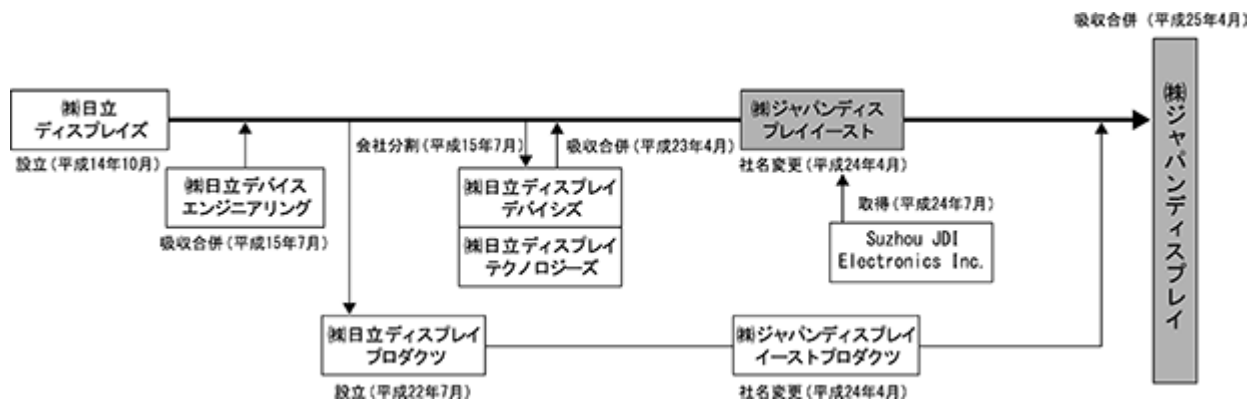 吸収合併(平成25年4月)
㈱日立
ディスプレイズ
設立(平成14年10月)
㈱日立デバイス
エンジニアリング
吸収合併(平成15年7月)
会社分割(平成15年7月)
吸収合併(平成23年4月)
㈱日立ディスプレイ
デバイシズ
㈱日立ディスプレイ
テクノロジーズ
㈱ジャパンディス
プレイイースト
社名変更(平成24年4月)
取得(平成24年7月)
Suzhou JDI
Electronics Inc.
㈱日立ディスプレイ
プロダクツ
設立(平成22年7月)
㈱ジャパンディスプレイ
イーストプロダクツ
社名変更(平成24年4月)
㈱ジャパンディスプレイ